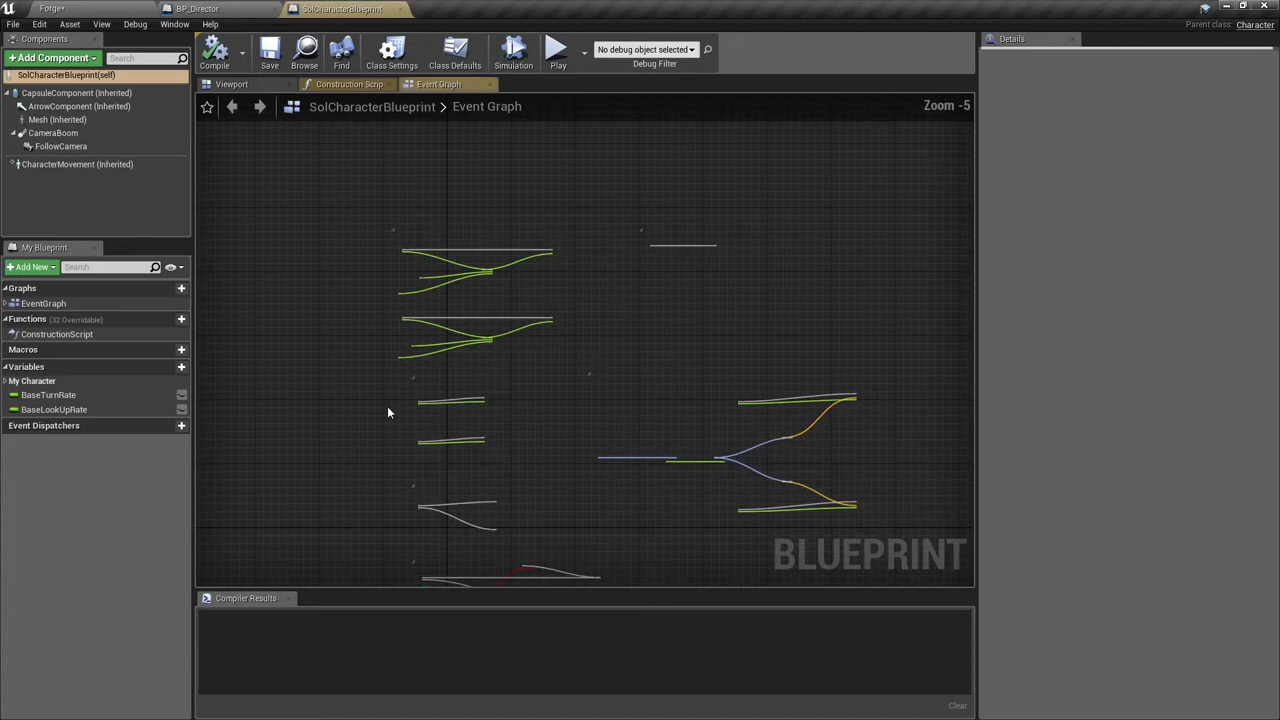 Forge*
BP_Director
SolCharacterBlueprint
File Edit Asset View Debug Window Help
Parent class: Character
Components
+ Add Component
Search
SolCharacterBlueprint(self)
CapsuleComponent (Inherited)
ArrowComponent (Inherited)
Mesh (Inherited)
CameraBoom
FollowCamera
CharacterMovement (Inherited)
Compile
Save
Browse
Find
Class Settings
Class Defaults
Simulation
Play
No debug object selected
Debug Filter
Details
Viewport
Construction Scrip
Event Graph
SolCharacterBlueprint > Event Graph
Zoom -5
My Blueprint
+ Add New
Search
Graphs
EventGraph
Functions (32 Overridable)
ConstructionScript
Macros
Variables
My Character
BaseTurnRate
BaseLookUpRate
Event Dispatchers
BLUEPRINT
Compiler Results
Clear